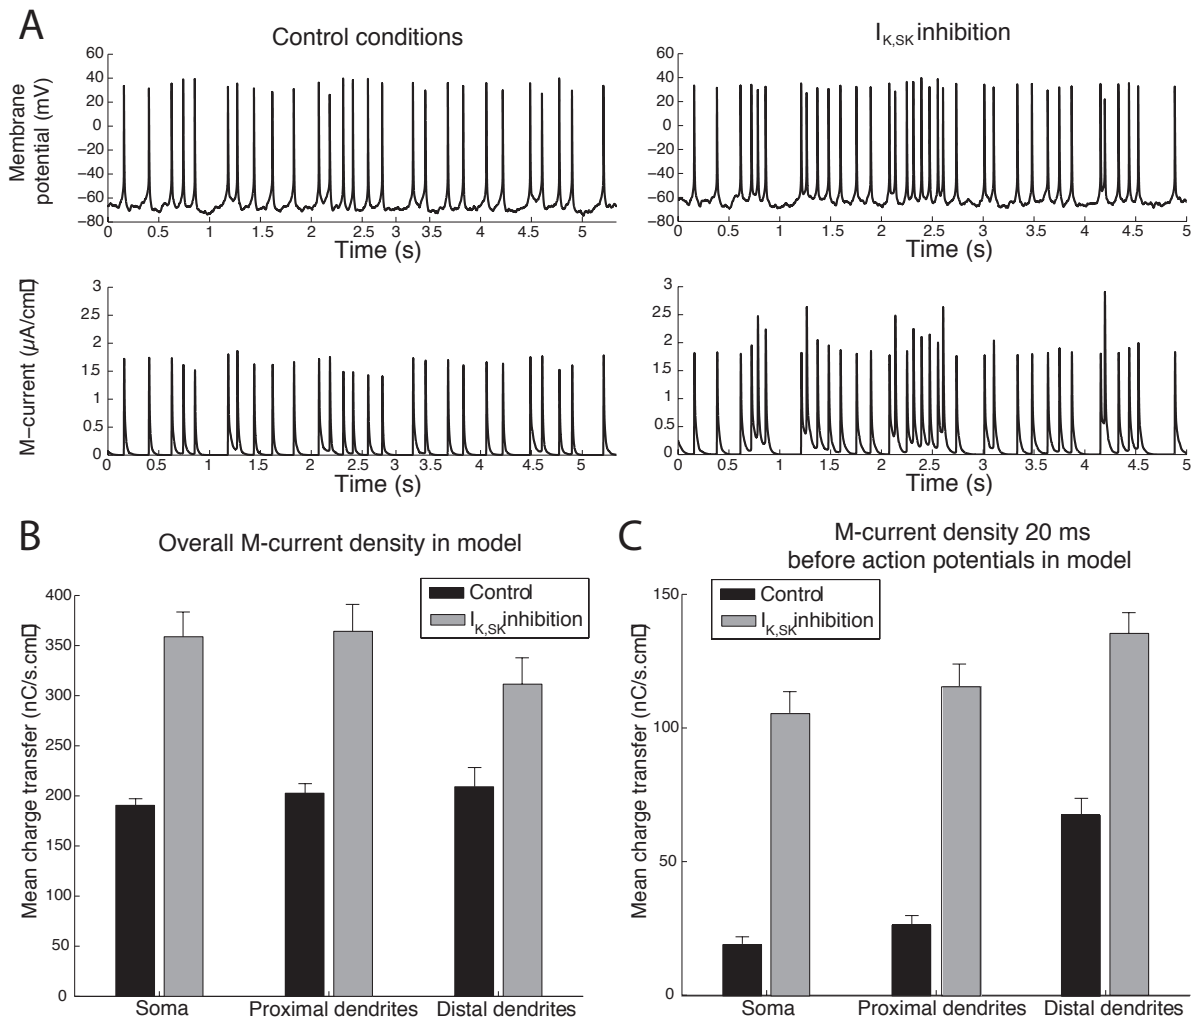 A
Control conditions
I_K,SK inhibition
Membrane
potential (mV)
60
40
20
0
−20
−40
−60
−80
0 0.5 1 1.5 2 2.5 3 3.5 4 4.5 5
Time (s)
60
40
20
0
−20
−40
−60
−80
0 0.5 1 1.5 2 2.5 3 3.5 4 4.5 5
Time (s)
M−current (µA/cm□)
3
2.5
2
1.5
1
0.5
0
0 0.5 1 1.5 2 2.5 3 3.5 4 4.5 5
Time (s)
3
2.5
2
1.5
1
0.5
0
0 0.5 1 1.5 2 2.5 3 3.5 4 4.5 5
Time (s)
B
Overall M-current density in model
Control
I_K,SK inhibition
Mean charge transfer (nC/s.cm□)
400
350
300
250
200
150
100
50
0
Soma Proximal dendrites Distal dendrites
C
M-current density 20 ms
before action potentials in model
Control
I_K,SK inhibition
Mean charge transfer (nC/s.cm□)
150
100
50
0
Soma Proximal dendrites Distal dendrites